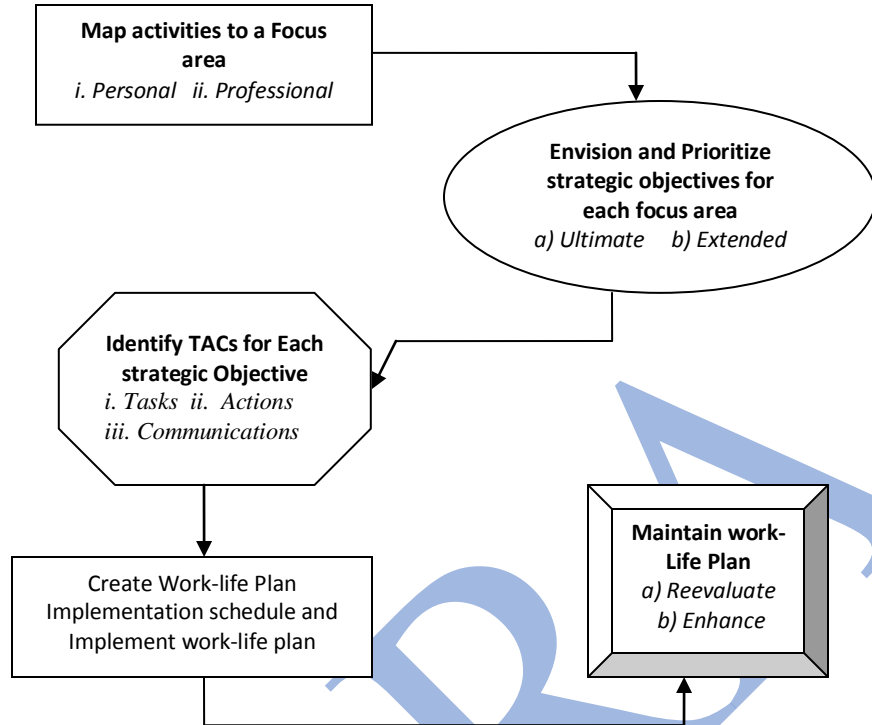 Map activities to a Focus
area
i. Personal ii. Professional
Envision and Prioritize
strategic objectives for
each focus area
a) Ultimate b) Extended
Identify TACs for Each
strategic Objective
i. Tasks ii. Actions
iii. Communications
Create Work-life Plan
Implementation schedule and
Implement work-life plan
Maintain work-
Life Plan
a) Reevaluate
b) Enhance